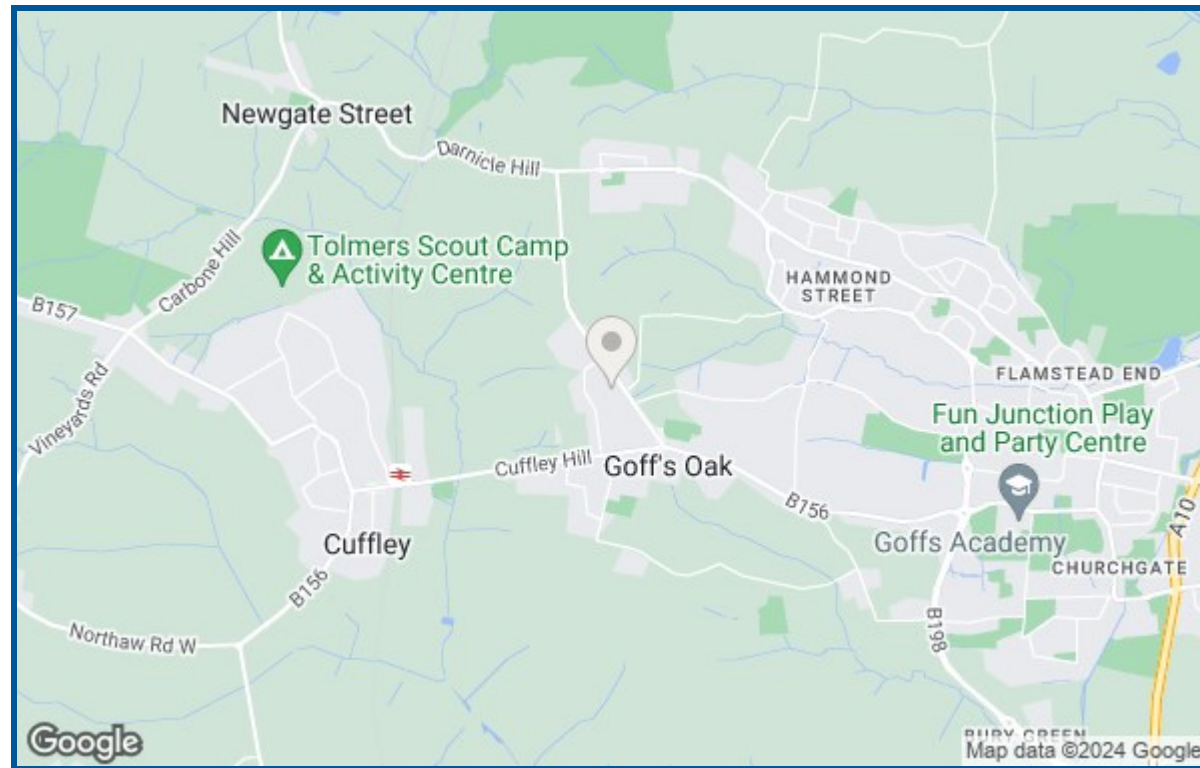 Newgate Street
Darnicle Hill
Tolmers Scout Camp
& Activity Centre
Carbone Hill
B157
HAMMOND
STREET
Vineyards Rd
FLAMSTEAD END
Fun Junction Play
and Party Centre
Cuffley Hill
Goff's Oak
B156
A10
Goffs Academy
Cuffley
CHURCHGATE
B156
B198
Northaw Rd W
BURY GREEN
Google
Map data ©2024 Google